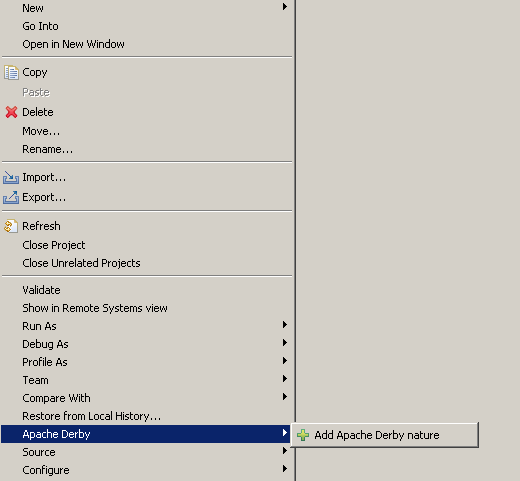 New
Go Into
Open in New Window
Copy
Paste
Delete
Move...
Rename...
Import...
Export...
Refresh
Close Project
Close Unrelated Projects
Validate
Show in Remote Systems view
Run As
Debug As
Profile As
Team
Compare With
Restore from Local History...
Apache Derby
Add Apache Derby nature
Source
Configure